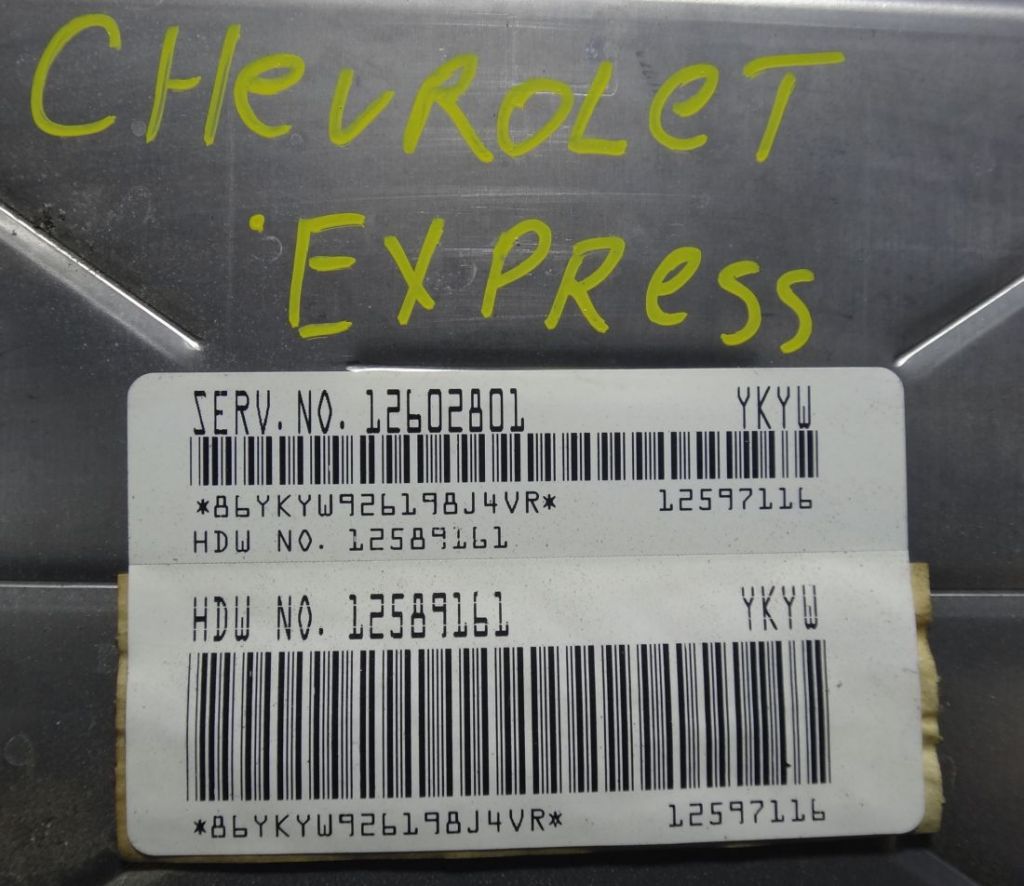 CHevROLeT
EXPRess
SERV. NO. 12602801 YKYW
*86YKYW926198J4VR* 12597116
HDW NO. 12589161
HDW NO. 12589161 YKYW
*86YKYW926198J4VR* 12597116